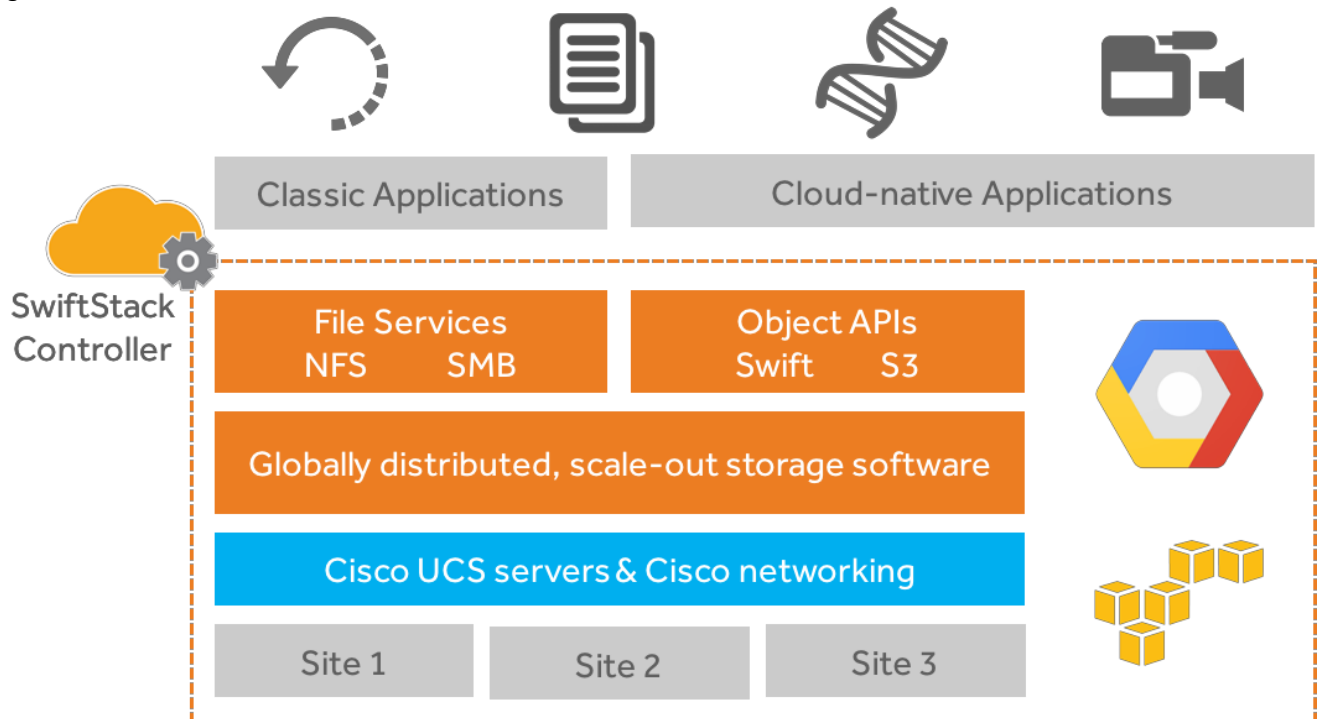 Classic Applications
Cloud-native Applications
SwiftStack
Controller
File Services
NFS SMB
Object APIs
Swift S3
Globally distributed, scale-out storage software
Cisco UCS servers & Cisco networking
Site 1
Site 2
Site 3